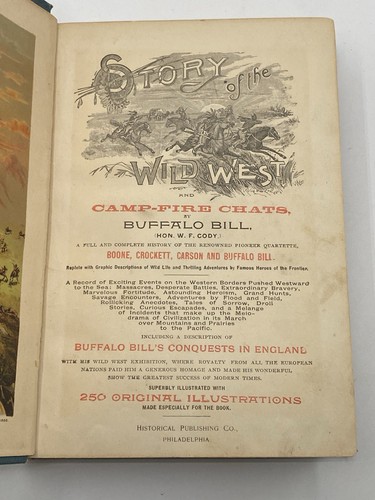 STORY of the
WILD WEST
AND
CAMP-FIRE CHATS,
BY
BUFFALO BILL,
(HON. W. F. CODY.)
A FULL AND COMPLETE HISTORY OF THE RENOWNED PIONEER QUARTETTE,
BOONE, CROCKETT, CARSON AND BUFFALO BILL.
Replete with Graphic Descriptions of Wild Life and Thrilling Adventures by Famous Heroes of the Frontier.
A Record of Exciting Events on the Western Borders Pushed Westward
to the Sea: Massacres, Desperate Battles, Extraordinary Bravery,
Marvelous Fortitude, Astounding Heroism, Grand Hunts,
Savage Encounters, Adventures by Flood and Field,
Rollicking Anecdotes, Tales of Sorrow, Droll
Stories, Curious Escapades, and a Melange
of Incidents that make up the Melo-
drama of Civilization in its March
over Mountains and Prairies
to the Pacific.
INCLUDING A DESCRIPTION OF
BUFFALO BILL'S CONQUESTS IN ENGLAND
WITH HIS WILD WEST EXHIBITION, WHERE ROYALTY FROM ALL THE EUROPEAN
NATIONS PAID HIM A GENEROUS HOMAGE AND MADE HIS WONDERFUL
SHOW THE GREATEST SUCCESS OF MODERN TIMES.
SUPERBLY ILLUSTRATED WITH
250 ORIGINAL ILLUSTRATIONS
MADE ESPECIALLY FOR THE BOOK.
HISTORICAL PUBLISHING CO.,
PHILADELPHIA.